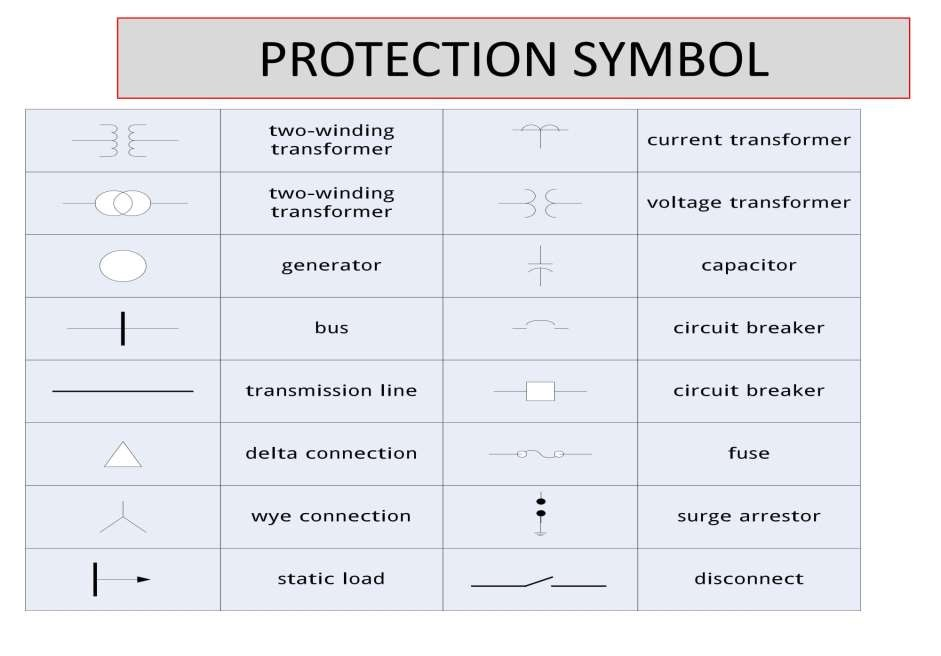 PROTECTION SYMBOL
two-winding
transformer
current transformer
two-winding
transformer
voltage transformer
generator
capacitor
bus
circuit breaker
transmission line
circuit breaker
delta connection
fuse
wye connection
surge arrestor
static load
disconnect